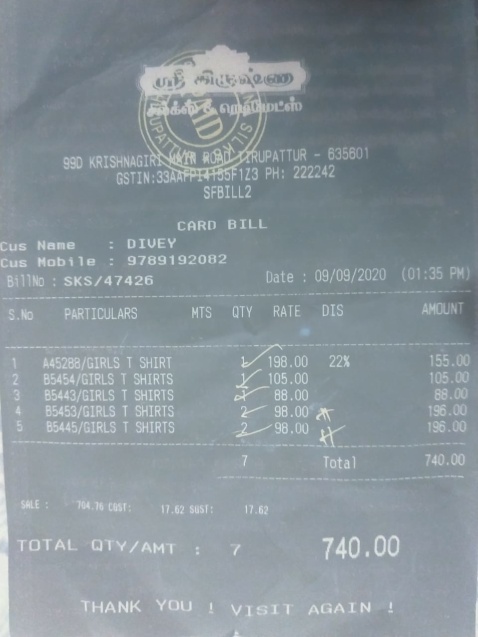 ஸ்ரீ கிருஷ்ணா
சில்க்ஸ் & ரெடிமேட்ஸ்
99D KRISHNAGIRI MAIN ROAD TIRUPATTUR - 635601
PH: 222242
SFBILL2
CARD BILL
Cus Name : DIVEY
Cus Mobile : 9789192082
BillNo : SKS/47426 Date : 09/09/2020 (01:35 PM)
S.No PARTICULARS MTS QTY RATE DIS AMOUNT
1 A45288/GIRLS T SHIRT 1 198.00 22% 155.00
2 B5454/GIRLS T SHIRTS 1 105.00 105.00
3 B5443/GIRLS T SHIRTS 1 88.00 88.00
4 B5453/GIRLS T SHIRTS 2 98.00 196.00
5 B5445/GIRLS T SHIRTS 2 98.00 196.00
7 Total 740.00
SALE : 704.76 CGST: 17.62 SGST: 17.62
TOTAL QTY/AMT : 7 740.00
THANK YOU ! VISIT AGAIN !